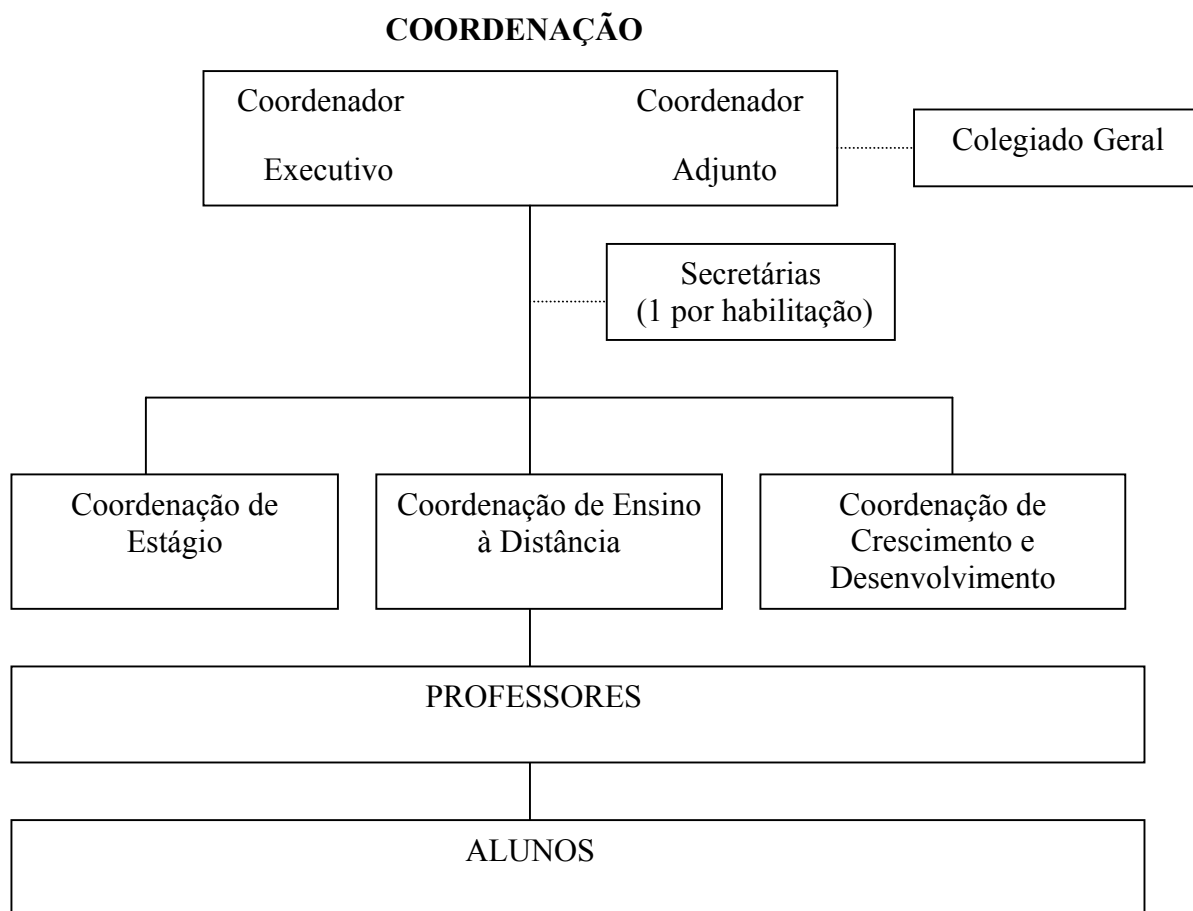 COORDENAÇÃO
Coordenador Coordenador
Executivo Adjunto
Colegiado Geral
Secretárias
(1 por habilitação)
Coordenação de
Estágio
Coordenação de Ensino
à Distância
Coordenação de
Crescimento e
Desenvolvimento
PROFESSORES
ALUNOS